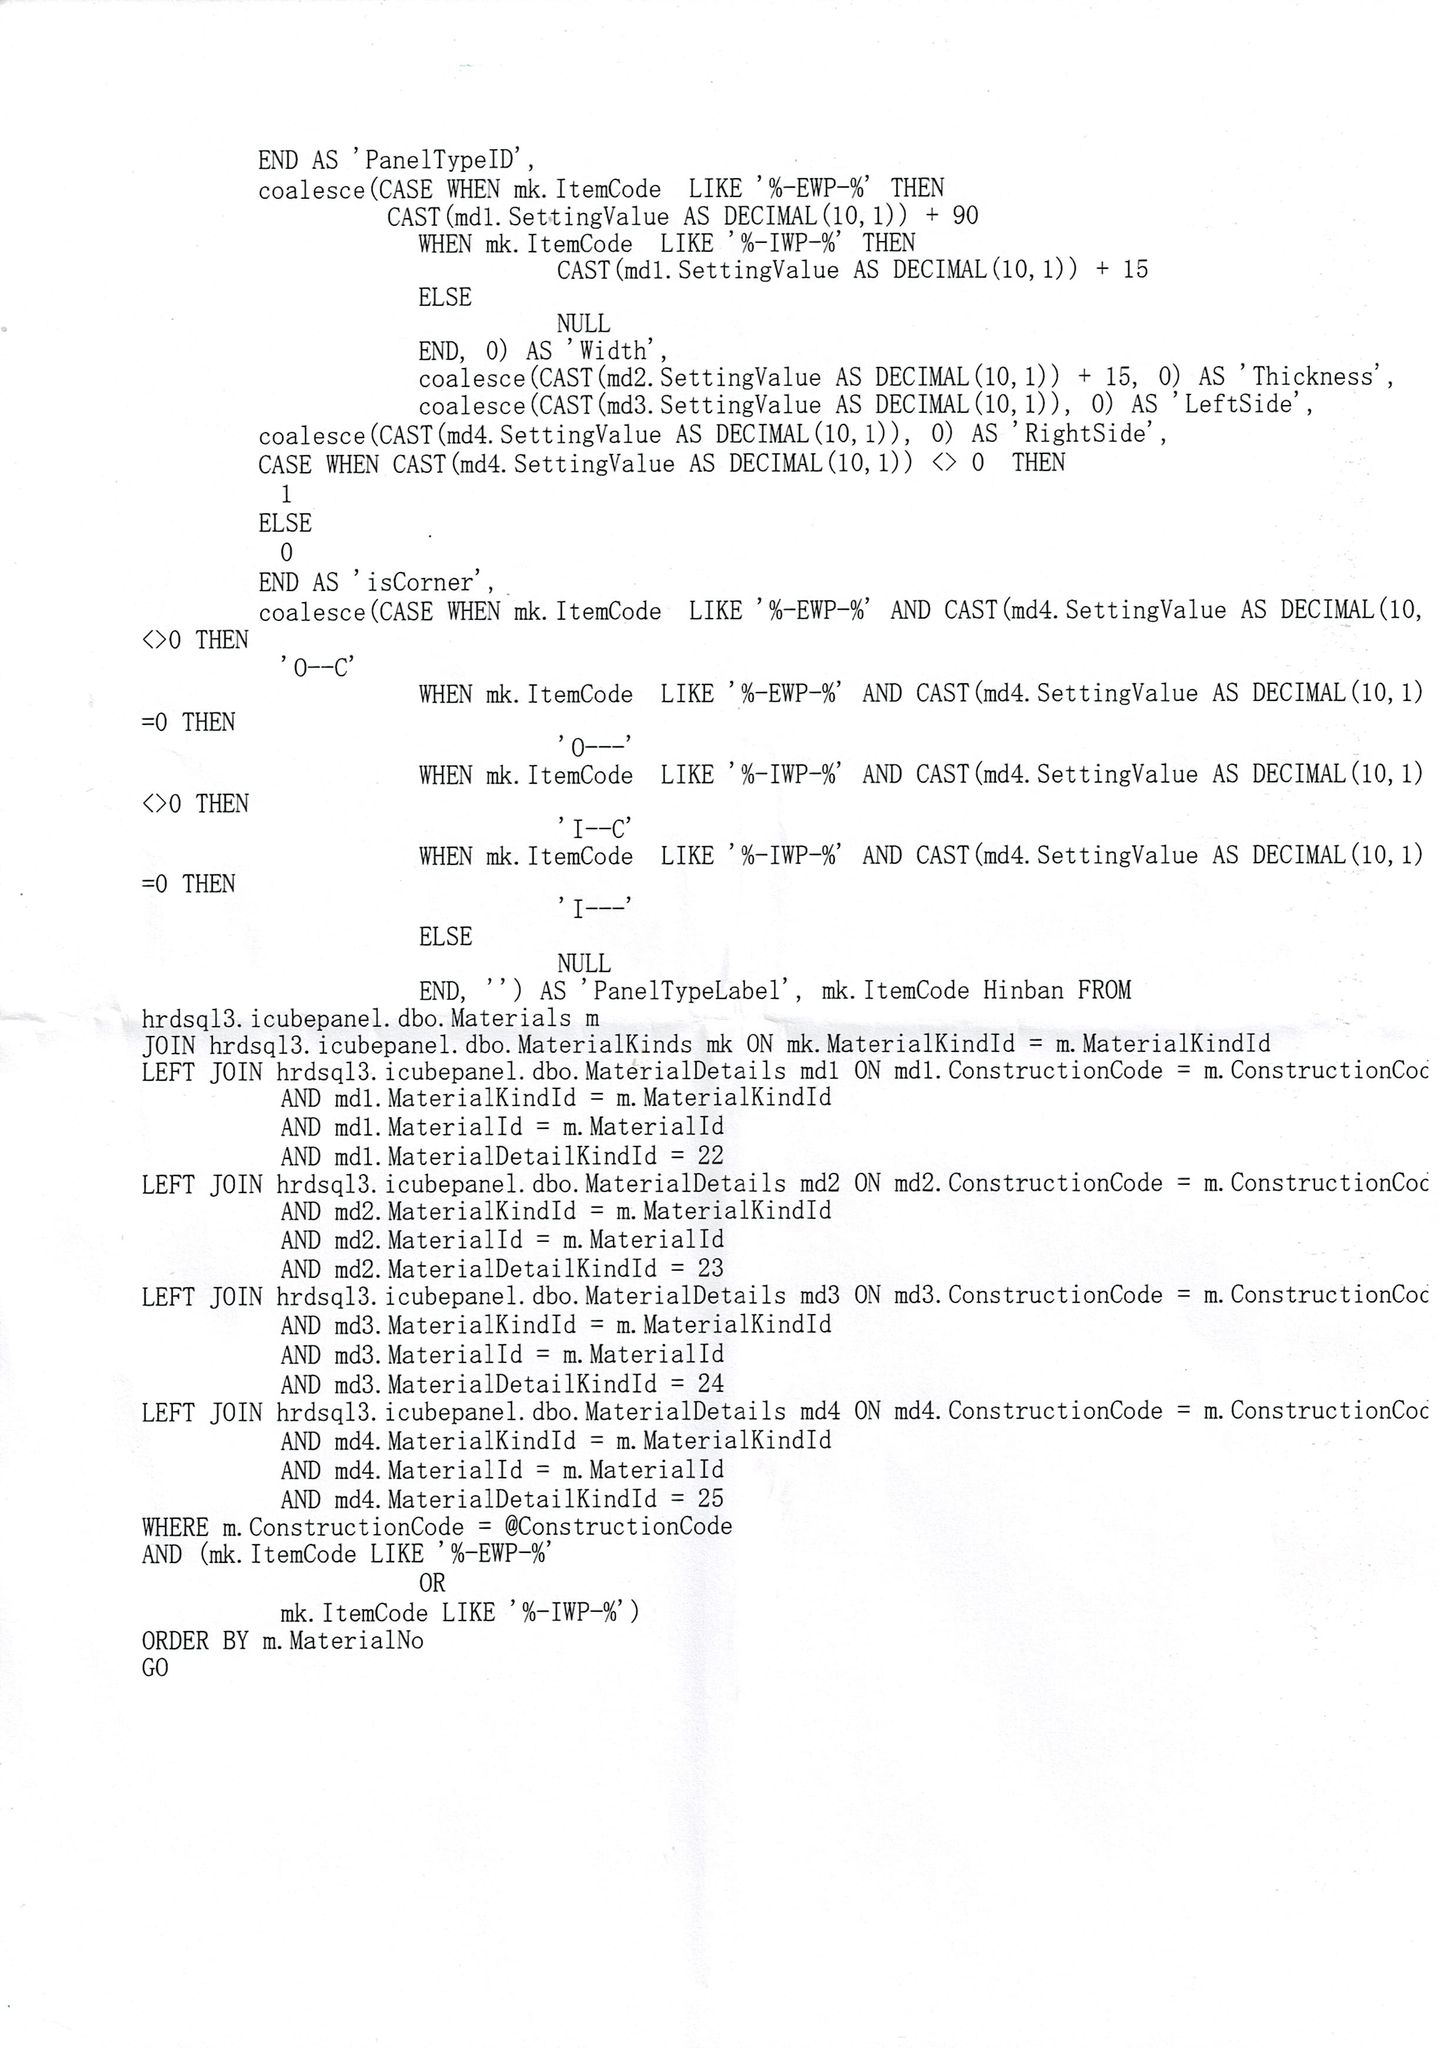 END AS 'PanelTypeID',
coalesce(CASE WHEN mk.ItemCode  LIKE '%-EWP-%' THEN
CAST(md1.SettingValue AS DECIMAL(10,1)) + 90
WHEN mk.ItemCode  LIKE '%-IWP-%' THEN
CAST(md1.SettingValue AS DECIMAL(10,1)) + 15
ELSE
NULL
END, 0) AS 'Width',
coalesce(CAST(md2.SettingValue AS DECIMAL(10,1)) + 15, 0) AS 'Thickness',
coalesce(CAST(md3.SettingValue AS DECIMAL(10,1)), 0) AS 'LeftSide',
coalesce(CAST(md4.SettingValue AS DECIMAL(10,1)), 0) AS 'RightSide',
CASE WHEN CAST(md4.SettingValue AS DECIMAL(10,1)) <> 0  THEN
1
ELSE
0
END AS 'isCorner',
coalesce(CASE WHEN mk.ItemCode  LIKE '%-EWP-%' AND CAST(md4.SettingValue AS DECIMAL(10,
<>0 THEN
'O--C'
WHEN mk.ItemCode  LIKE '%-EWP-%' AND CAST(md4.SettingValue AS DECIMAL(10,1)
=0 THEN
'O---'
WHEN mk.ItemCode  LIKE '%-IWP-%' AND CAST(md4.SettingValue AS DECIMAL(10,1)
<>0 THEN
'I--C'
WHEN mk.ItemCode  LIKE '%-IWP-%' AND CAST(md4.SettingValue AS DECIMAL(10,1)
=0 THEN
'I---'
ELSE
NULL
END, '') AS 'PanelTypeLabel', mk.ItemCode Hinban FROM
hrdsql3.icubepanel.dbo.Materials m
JOIN hrdsql3.icubepanel.dbo.MaterialKinds mk ON mk.MaterialKindId = m.MaterialKindId
LEFT JOIN hrdsql3.icubepanel.dbo.MaterialDetails md1 ON md1.ConstructionCode = m.ConstructionCoc
AND md1.MaterialKindId = m.MaterialKindId
AND md1.MaterialId = m.MaterialId
AND md1.MaterialDetailKindId = 22
LEFT JOIN hrdsql3.icubepanel.dbo.MaterialDetails md2 ON md2.ConstructionCode = m.ConstructionCoc
AND md2.MaterialKindId = m.MaterialKindId
AND md2.MaterialId = m.MaterialId
AND md2.MaterialDetailKindId = 23
LEFT JOIN hrdsql3.icubepanel.dbo.MaterialDetails md3 ON md3.ConstructionCode = m.ConstructionCoc
AND md3.MaterialKindId = m.MaterialKindId
AND md3.MaterialId = m.MaterialId
AND md3.MaterialDetailKindId = 24
LEFT JOIN hrdsql3.icubepanel.dbo.MaterialDetails md4 ON md4.ConstructionCode = m.ConstructionCoc
AND md4.MaterialKindId = m.MaterialKindId
AND md4.MaterialId = m.MaterialId
AND md4.MaterialDetailKindId = 25
WHERE m.ConstructionCode = @ConstructionCode
AND (mk.ItemCode LIKE '%-EWP-%'
OR
mk.ItemCode LIKE '%-IWP-%')
ORDER BY m.MaterialNo
GO